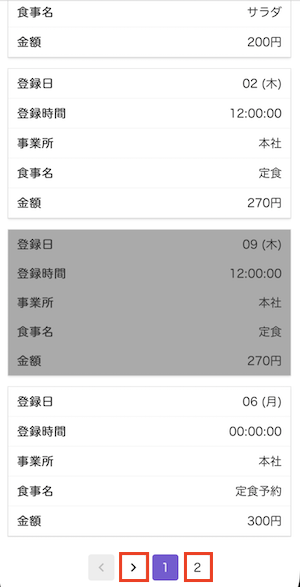 食事名 サラダ
金額 200円
登録日 02 (木)
登録時間 12:00:00
事業所 本社
食事名 定食
金額 270円
登録日 09 (木)
登録時間 12:00:00
事業所 本社
食事名 定食
金額 270円
登録日 06 (月)
登録時間 00:00:00
事業所 本社
食事名 定食予約
金額 300円
‹ › 1 2